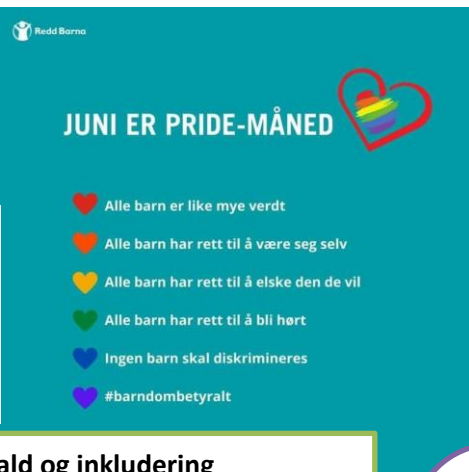 Redd Barna
JUNI ER PRIDE-MÅNED
Alle barn er like mye verdt
Alle barn har rett til å være seg selv
Alle barn har rett til å elske den de vil
Alle barn har rett til å bli hørt
Ingen barn skal diskrimineres
#barndombetyralt
ald og inkludering